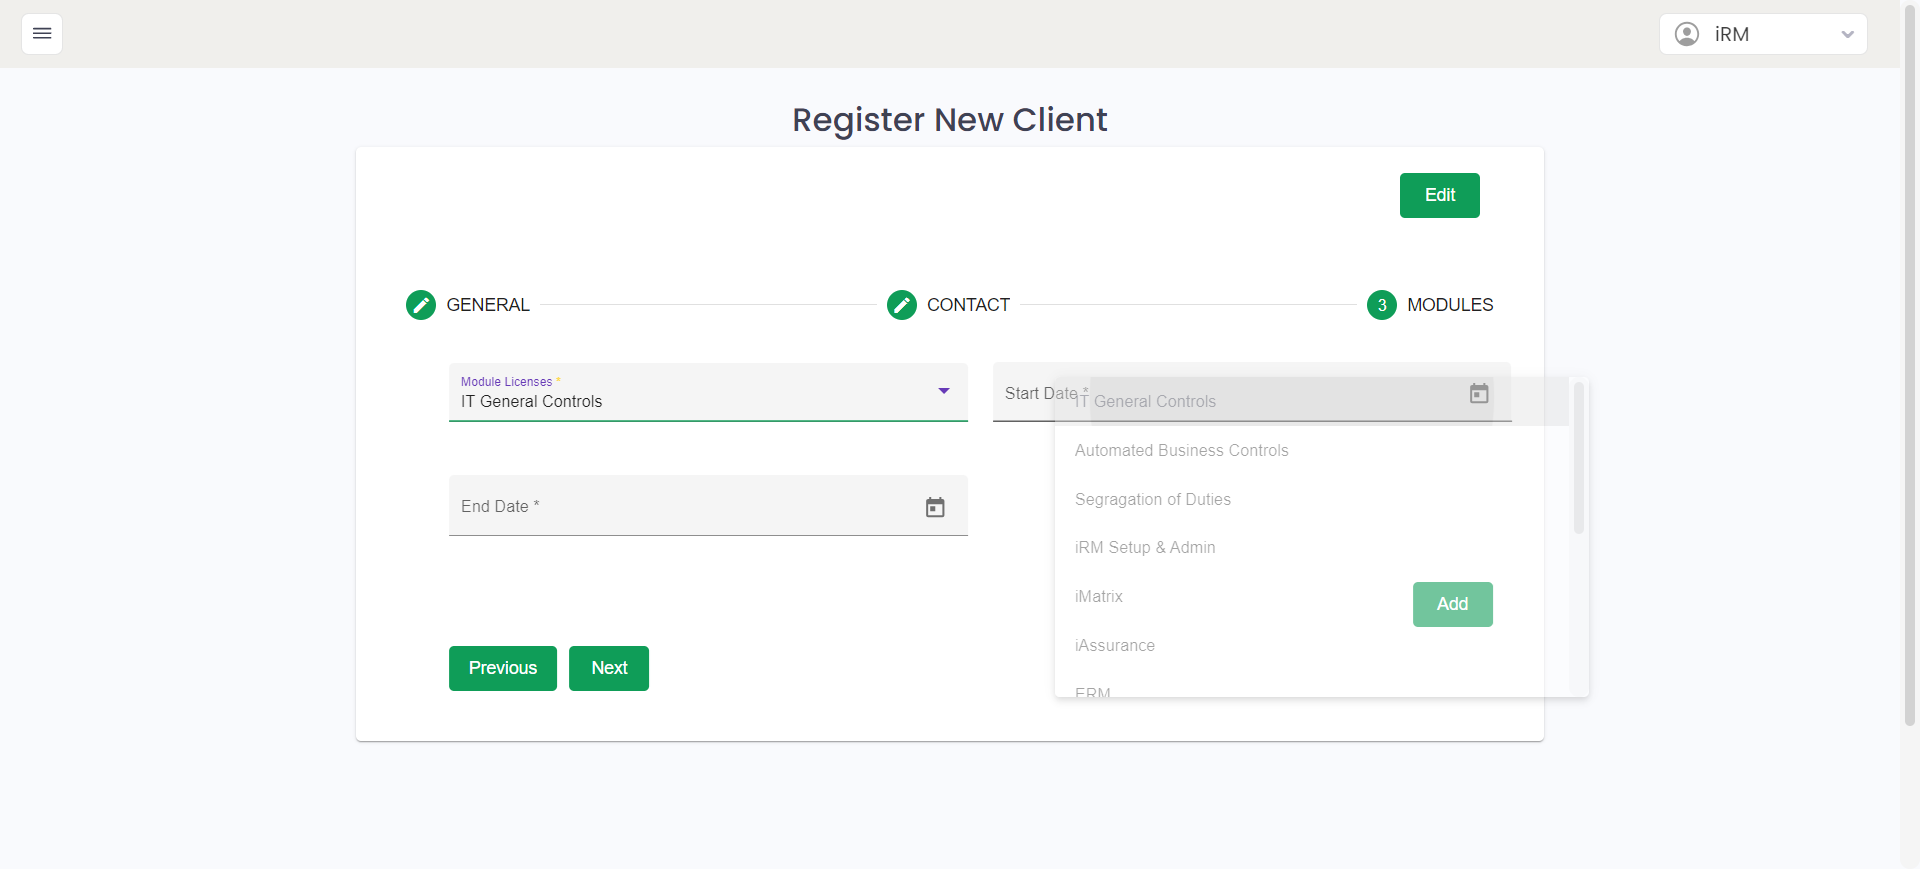 iRM
Register New Client
Edit
GENERAL
CONTACT
3 MODULES
Module Licenses *
IT General Controls
Start Date *
IT General Controls
Automated Business Controls
End Date *
Segragation of Duties
iRM Setup & Admin
iMatrix
Add
iAssurance
Previous
Next
ERM